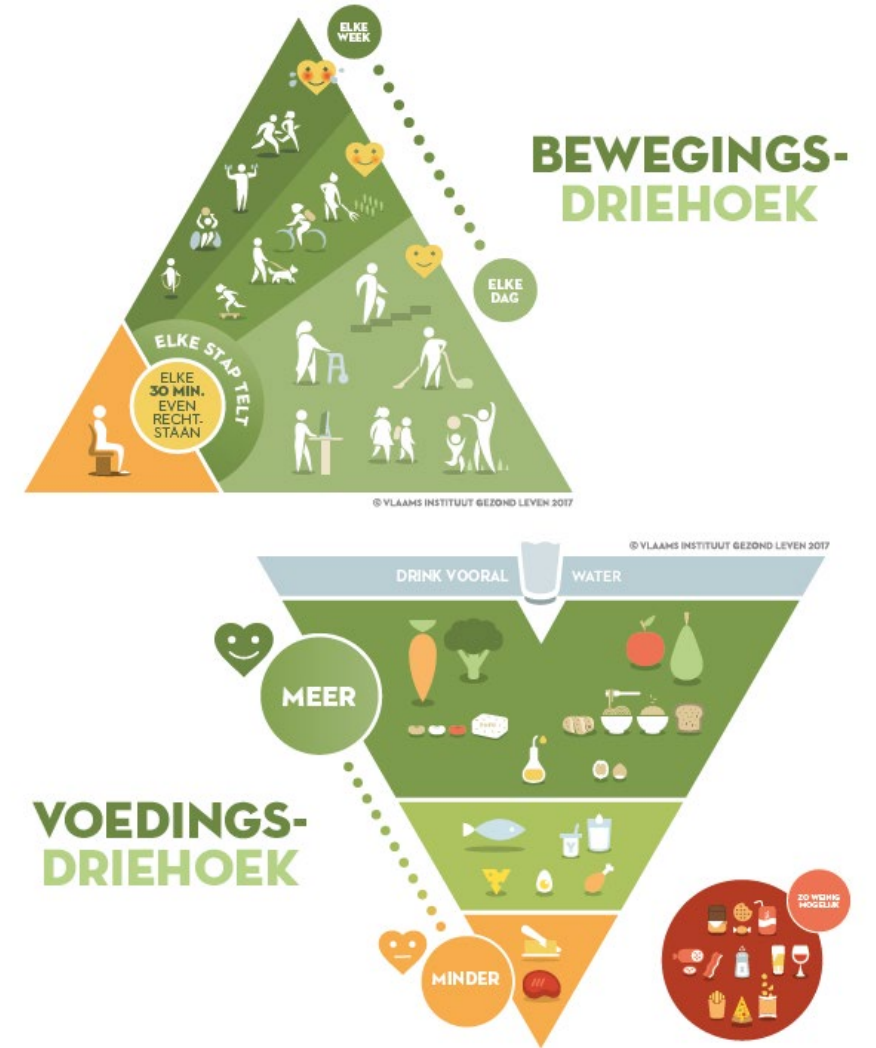 ELKE
WEEK
BEWEGINGS-
DRIEHOEK
ELKE
DAG
ELKE STAP TELT
ELKE
30 MIN.
EVEN
RECHT-
STAAN
© VLAAMS INSTITUUT GEZOND LEVEN 2017
© VLAAMS INSTITUUT GEZOND LEVEN 2017
DRINK VOORAL WATER
MEER
VOEDINGS-
DRIEHOEK
ZO WEINIG
MOGELIJK
MINDER